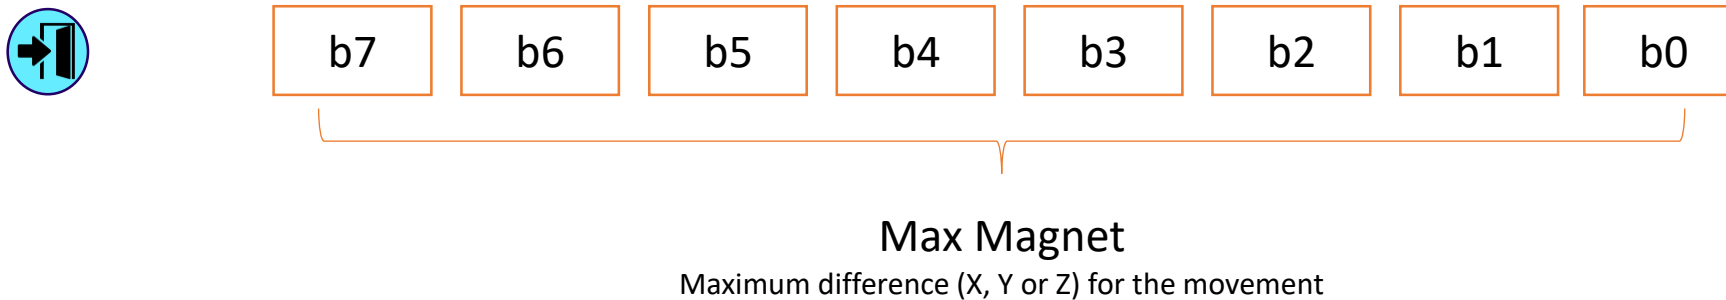 b7 b6 b5 b4 b3 b2 b1 b0
Max Magnet
Maximum difference (X, Y or Z) for the movement